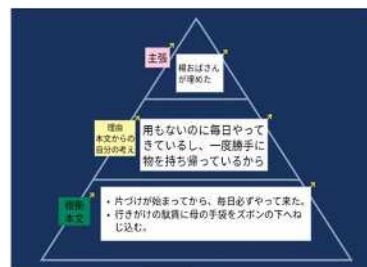 主張
楊おばさん
が埋めた
理由
本文からの
自分の考え
用もないのに毎日やって
きているし、一度勝手に
物を持ち帰っているから
根拠
本文
• 片づけが始まってから、毎日必ずやって来た。
• 行きがけの駄賃に母の手袋をズボンの下へね
じ込む。